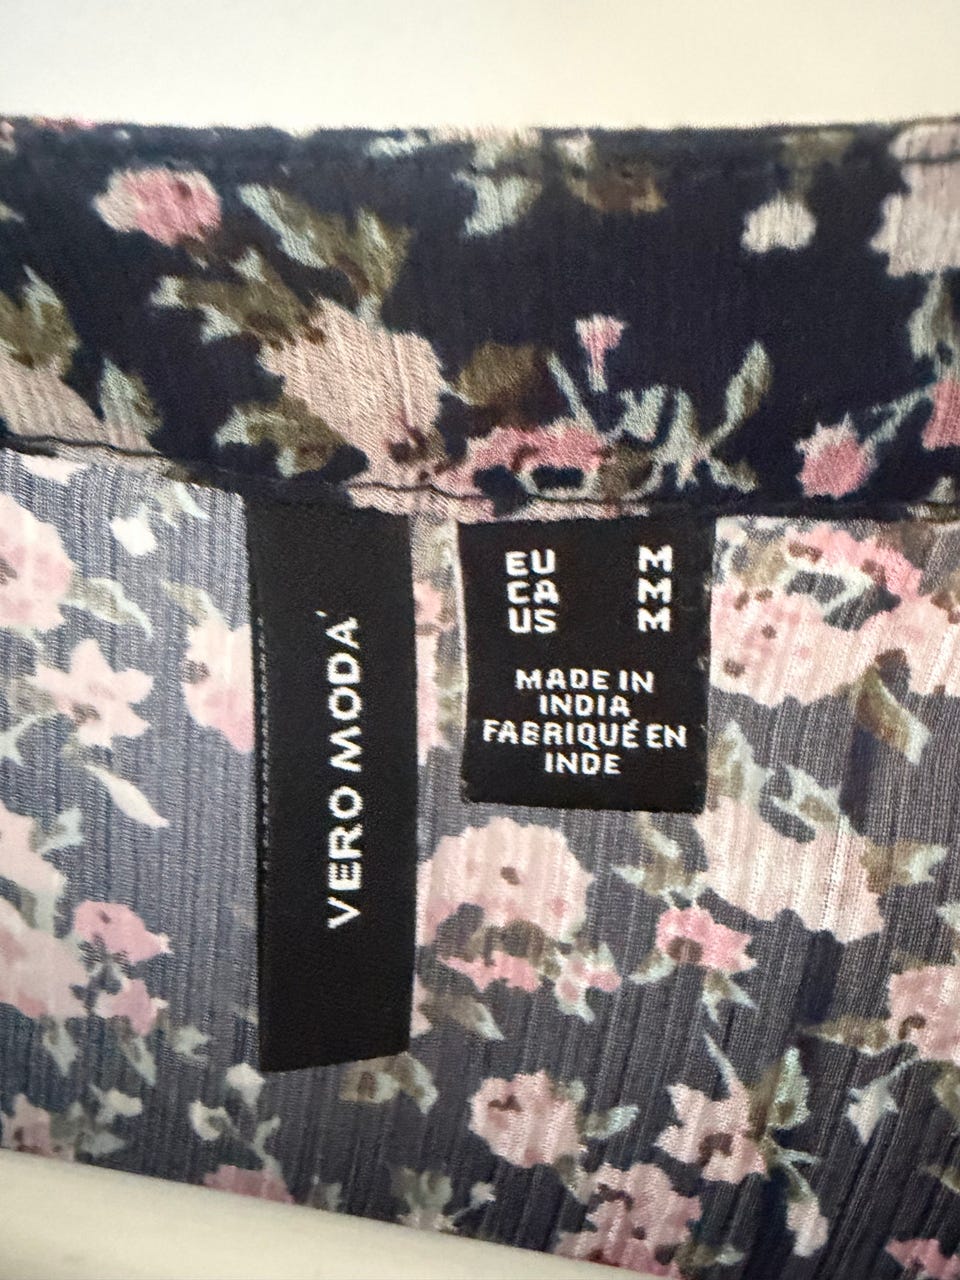 VERO MODA
EU M
CA M
US M
MADE IN
INDIA
FABRIQUÉ EN
INDE